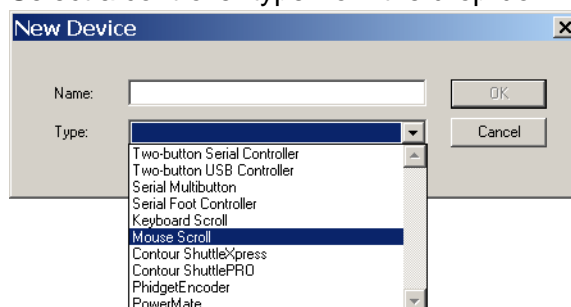 New Device
Name:
OK
Type:
Cancel
Two-button Serial Controller
Two-button USB Controller
Serial Multibutton
Serial Foot Controller
Keyboard Scroll
Mouse Scroll
Contour ShuttleXpress
Contour ShuttlePRO
PhidgetEncoder
PowerMate